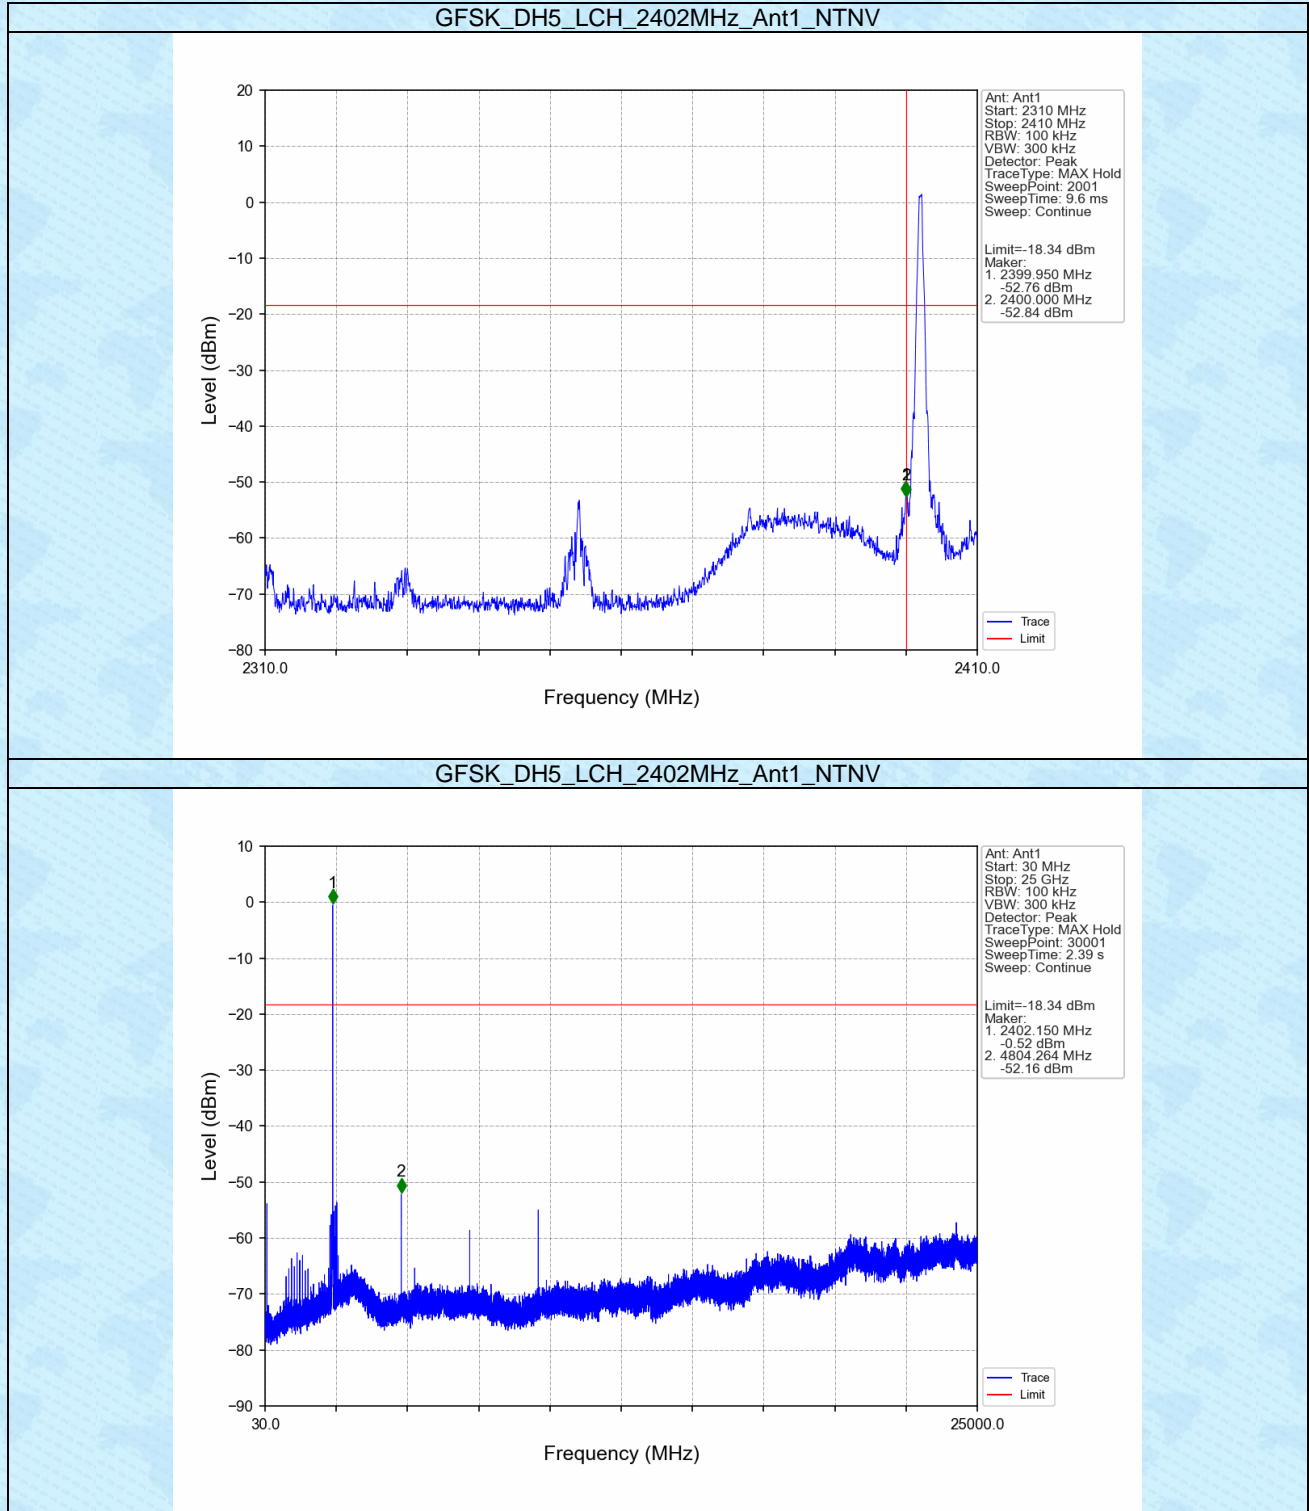 GFSK_DH5_LCH_2402MHz_Ant1_NTNV
20
10
0
−10
−20
−30
−40
−50
−60
−70
−80
Level (dBm)
2310.0
2410.0
Frequency (MHz)
2
Ant: Ant1
Start: 2310 MHz
Stop: 2410 MHz
RBW: 100 kHz
VBW: 300 kHz
Detector: Peak
TraceType: MAX Hold
SweepPoint: 2001
SweepTime: 9.6 ms
Sweep: Continue
Limit=-18.34 dBm
Maker:
1. 2399.950 MHz
-52.76 dBm
2. 2400.000 MHz
-52.84 dBm
Trace
Limit
GFSK_DH5_LCH_2402MHz_Ant1_NTNV
10
0
−10
−20
−30
−40
−50
−60
−70
−80
−90
Level (dBm)
30.0
25000.0
Frequency (MHz)
1
2
Ant: Ant1
Start: 30 MHz
Stop: 25 GHz
RBW: 100 kHz
VBW: 300 kHz
Detector: Peak
TraceType: MAX Hold
SweepPoint: 30001
SweepTime: 2.39 s
Sweep: Continue
Limit=-18.34 dBm
Maker:
1. 2402.150 MHz
-0.52 dBm
2. 4804.264 MHz
-52.16 dBm
Trace
Limit